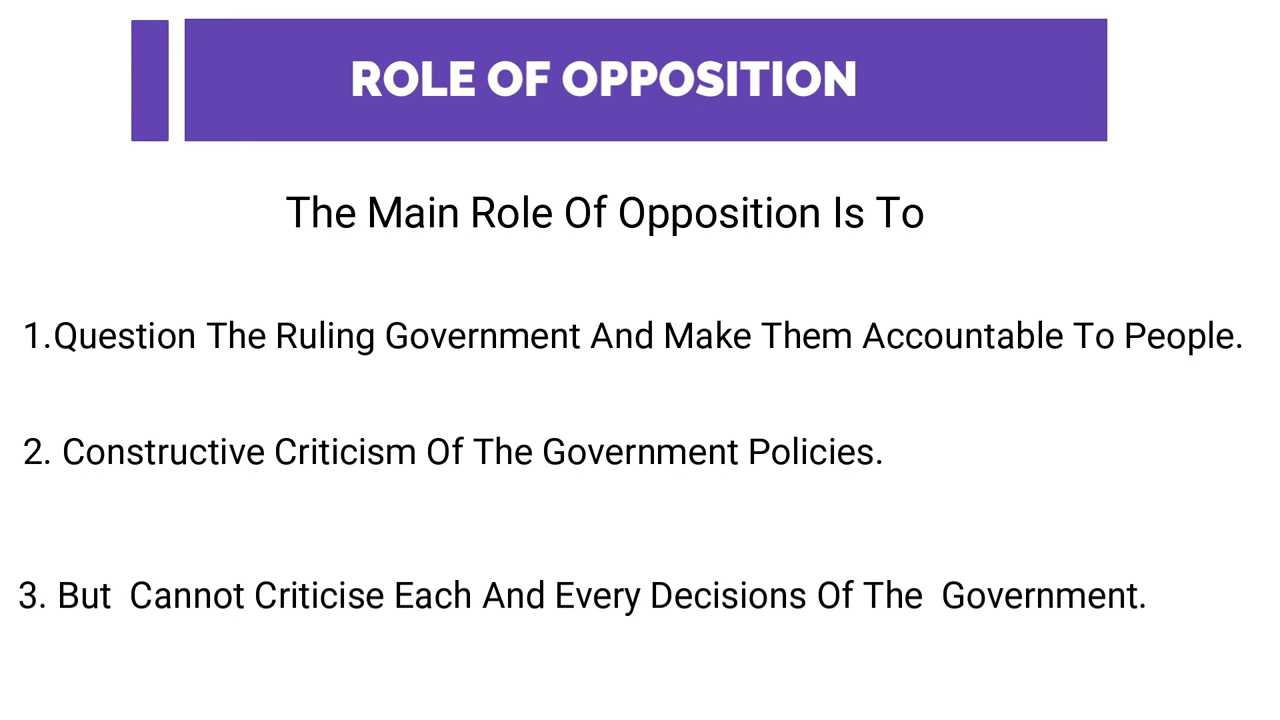 ROLE OF OPPOSITION
The Main Role Of Opposition Is To
1.Question The Ruling Government And Make Them Accountable To People.
2. Constructive Criticism Of The Government Policies.
3. But  Cannot Criticise Each And Every Decisions Of The  Government.